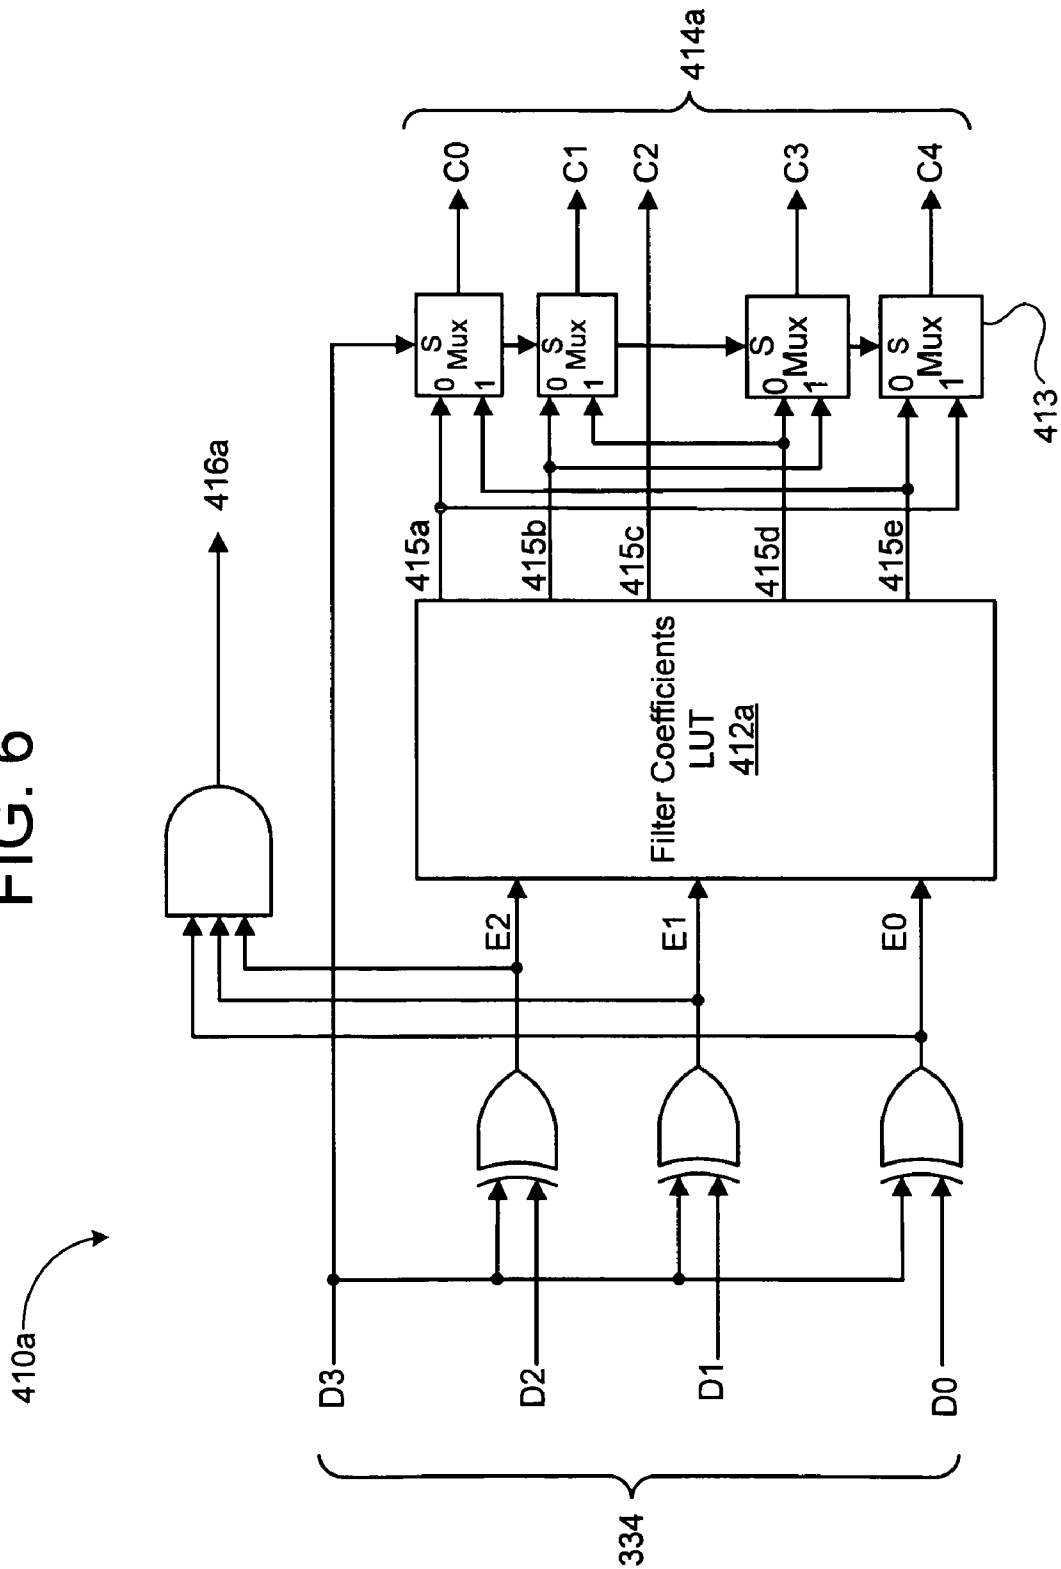 FIG. 6
410a
416a
D3
D2
D1
D0
334
E2
E1
E0
Filter Coefficients
LUT
412a
415a
415b
415c
415d
415e
0 S
Mux
1
0 S
Mux
1
0 S
Mux
1
0 S
Mux
1
413
C0
C1
C2
C3
C4
414a